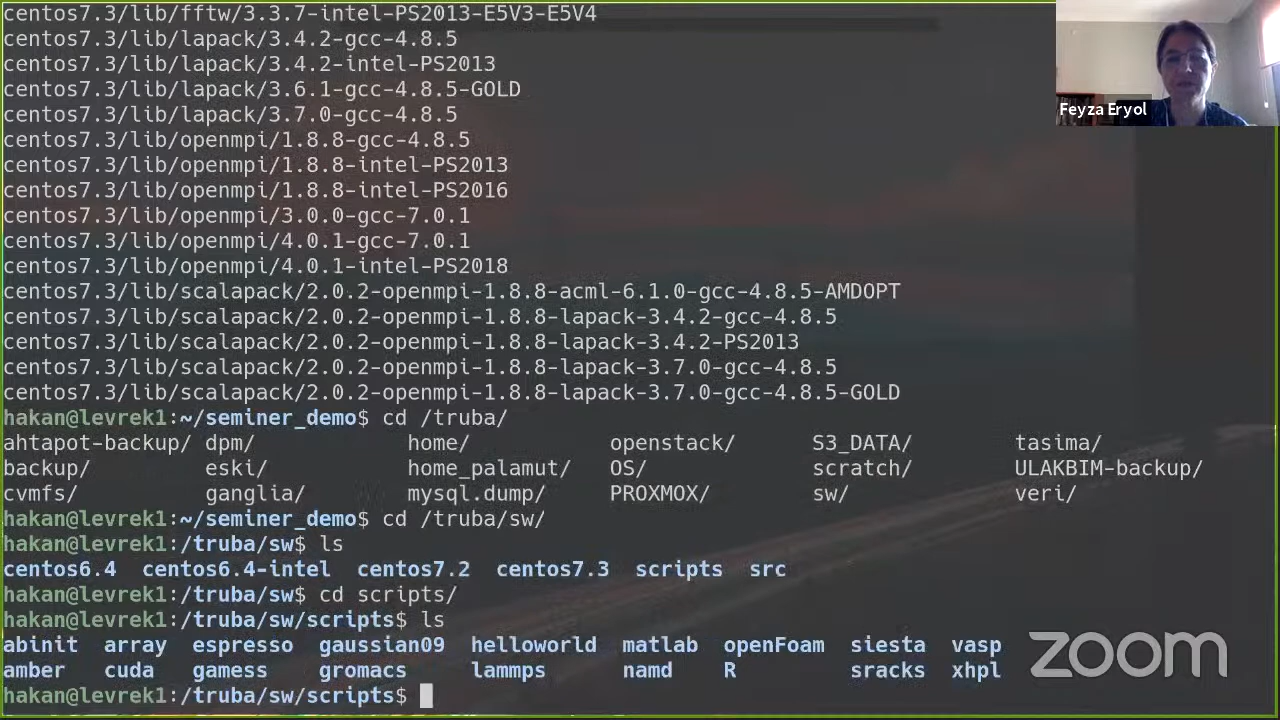 centos7.3/lib/fftw/3.3.7-intel-PS2013-E5V3-E5V4
centos7.3/lib/lapack/3.4.2-gcc-4.8.5
centos7.3/lib/lapack/3.4.2-intel-PS2013
centos7.3/lib/lapack/3.6.1-gcc-4.8.5-GOLD
centos7.3/lib/lapack/3.7.0-gcc-4.8.5
centos7.3/lib/openmpi/1.8.8-gcc-4.8.5
centos7.3/lib/openmpi/1.8.8-intel-PS2013
centos7.3/lib/openmpi/1.8.8-intel-PS2016
centos7.3/lib/openmpi/3.0.0-gcc-7.0.1
centos7.3/lib/openmpi/4.0.1-gcc-7.0.1
centos7.3/lib/openmpi/4.0.1-intel-PS2018
centos7.3/lib/scalapack/2.0.2-openmpi-1.8.8-acml-6.1.0-gcc-4.8.5-AMDOPT
centos7.3/lib/scalapack/2.0.2-openmpi-1.8.8-lapack-3.4.2-gcc-4.8.5
centos7.3/lib/scalapack/2.0.2-openmpi-1.8.8-lapack-3.4.2-PS2013
centos7.3/lib/scalapack/2.0.2-openmpi-1.8.8-lapack-3.7.0-gcc-4.8.5
centos7.3/lib/scalapack/2.0.2-openmpi-1.8.8-lapack-3.7.0-gcc-4.8.5-GOLD
hakan@levrek1:~/seminer_demo$ cd /truba/
ahtapot-backup/ dpm/ home/ openstack/ S3_DATA/ tasima/
backup/ eski/ home_palamut/ OS/ scratch/ ULAKBIM-backup/
cvmfs/ ganglia/ mysql.dump/ PROXMOX/ sw/ veri/
hakan@levrek1:~/seminer_demo$ cd /truba/sw/
hakan@levrek1:/truba/sw$ ls
centos6.4 centos6.4-intel centos7.2 centos7.3 scripts src
hakan@levrek1:/truba/sw$ cd scripts/
hakan@levrek1:/truba/sw/scripts$ ls
abinit array espresso gaussian09 helloworld matlab openFoam siesta vasp
amber cuda gamess gromacs lammps namd R sracks xhpl
hakan@levrek1:/truba/sw/scripts$
Feyza Eryol
zoom